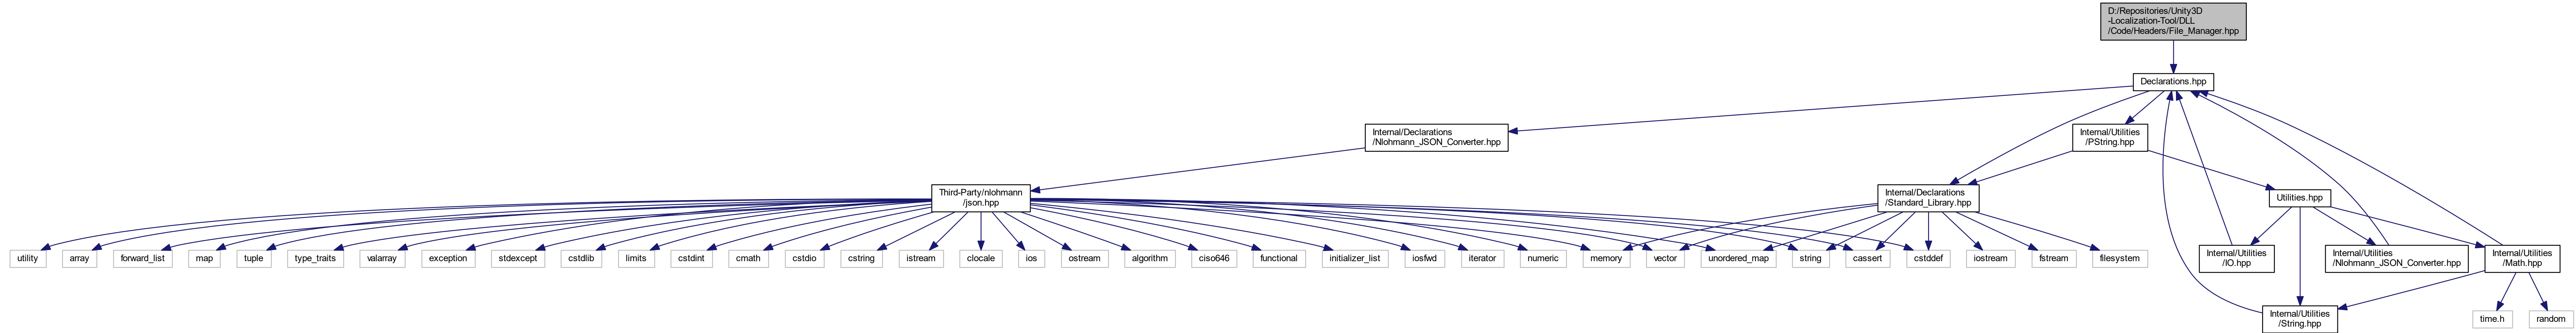 D:/Repositories/Unity3D
-Localization-Tool/DLL
/Code/Headers/File_Manager.hpp
Declarations.hpp
Internal/Declarations
/Nlohmann_JSON_Converter.hpp
Internal/Utilities
/PString.hpp
Third-Party/nlohmann
/json.hpp
Internal/Declarations
/Standard_Library.hpp
Utilities.hpp
utility
array
forward_list
map
tuple
type_traits
valarray
exception
stdexcept
cstdlib
limits
cstdint
cmath
cstdio
cstring
istream
clocale
ios
ostream
algorithm
ciso646
functional
initializer_list
iosfwd
iterator
numeric
memory
vector
unordered_map
string
cassert
cstddef
iostream
fstream
filesystem
Internal/Utilities
/IO.hpp
Internal/Utilities
/Nlohmann_JSON_Converter.hpp
Internal/Utilities
/Math.hpp
Internal/Utilities
/String.hpp
time.h
random